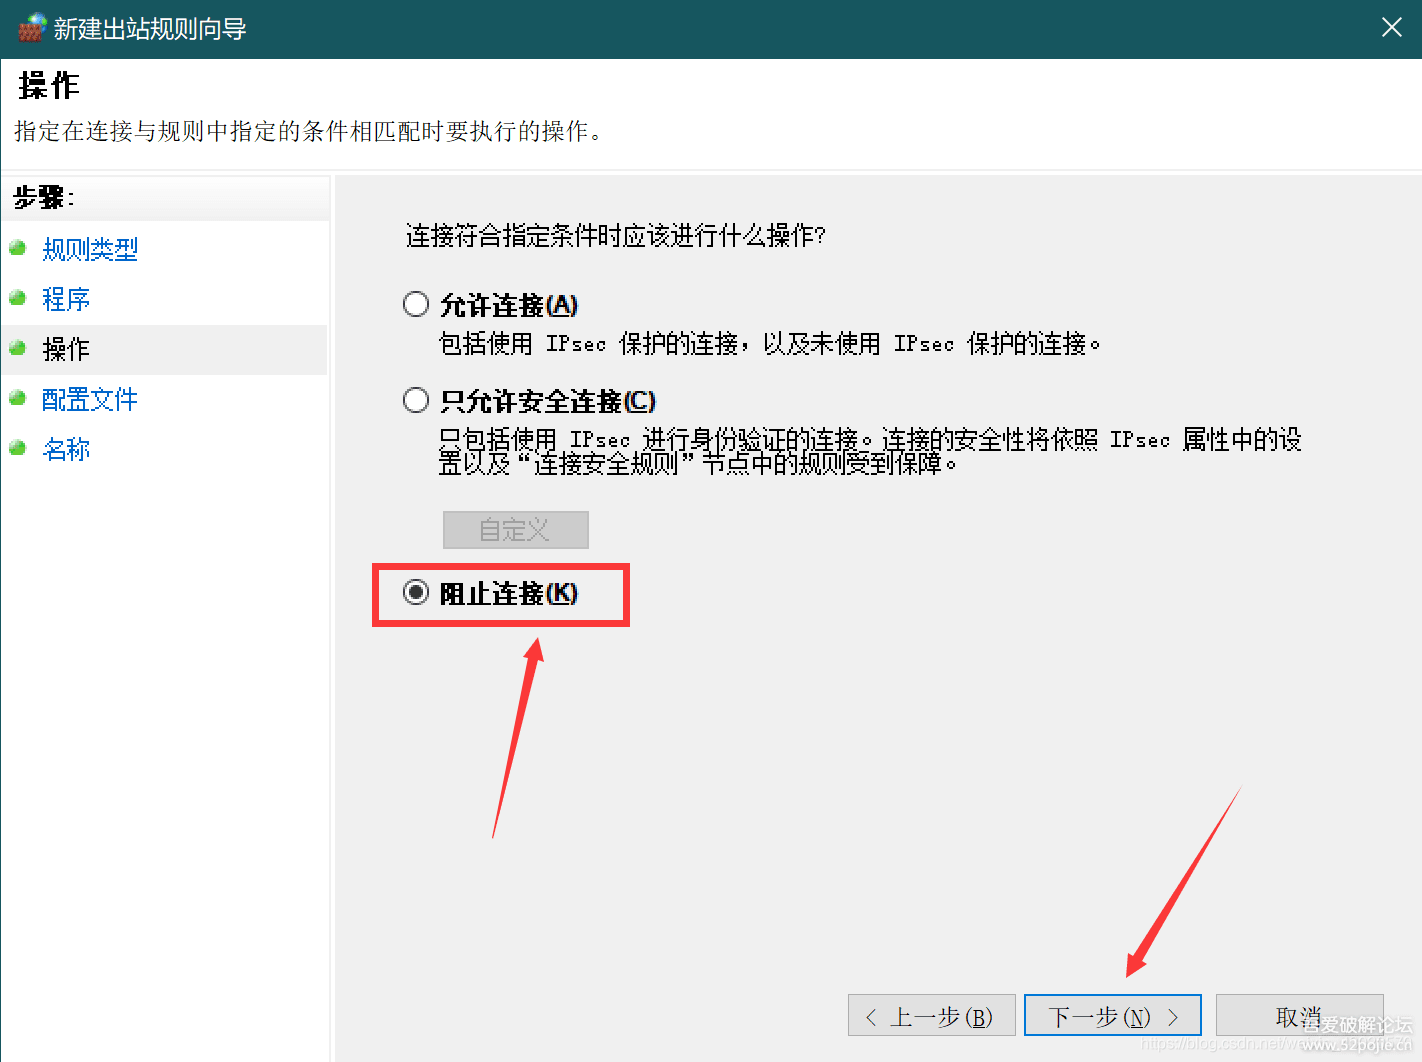 新建出站规则向导
操作
指定在连接与规则中指定的条件相匹配时要执行的操作。
步骤:
规则类型
程序
操作
配置文件
名称
连接符合指定条件时应该进行什么操作?
允许连接(A)
包括使用 IPsec 保护的连接，以及未使用 IPsec 保护的连接。
只允许安全连接(C)
只包括使用 IPsec 进行身份验证的连接。连接的安全性将依照 IPsec 属性中的设
置以及“连接安全规则”节点中的规则受到保障。
自定义
阻止连接(K)
< 上一步(B)
下一步(N) >
取消
吾爱破解论坛
www.52pojie.cn
https://blog.csdn.net/